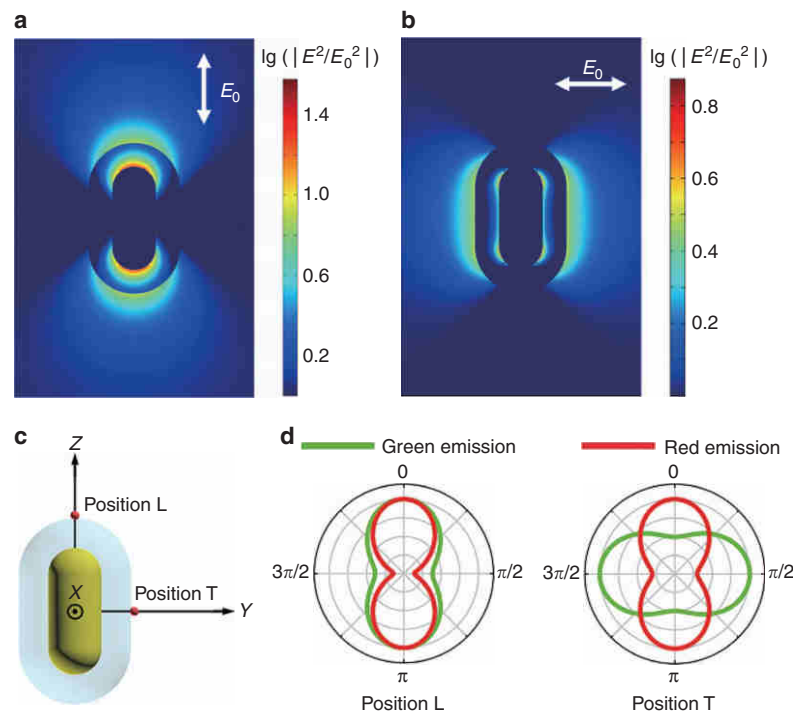 a
lg (|E²/E₀²|)
E₀
1.4
1.0
0.6
0.2
b
lg (|E²/E₀²|)
E₀
0.8
0.6
0.4
0.2
c
Z
Position L
X
Position T
Y
d
Green emission
Red emission
0
3π/2
π/2
π
Position L
0
3π/2
π/2
π
Position T